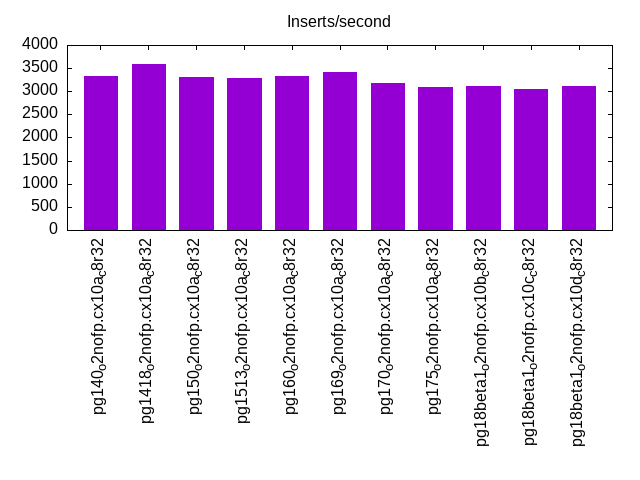 Inserts/second
4000
3500
3000
2500
2000
1500
1000
500
0
pg140o2nofp.cx10ac8r32
pg1418o2nofp.cx10ac8r32
pg150o2nofp.cx10ac8r32
pg1513o2nofp.cx10ac8r32
pg160o2nofp.cx10ac8r32
pg169o2nofp.cx10ac8r32
pg170o2nofp.cx10ac8r32
pg175o2nofp.cx10ac8r32
pg18beta1o2nofp.cx10bc8r32
pg18beta1o2nofp.cx10cc8r32
pg18beta1o2nofp.cx10dc8r32